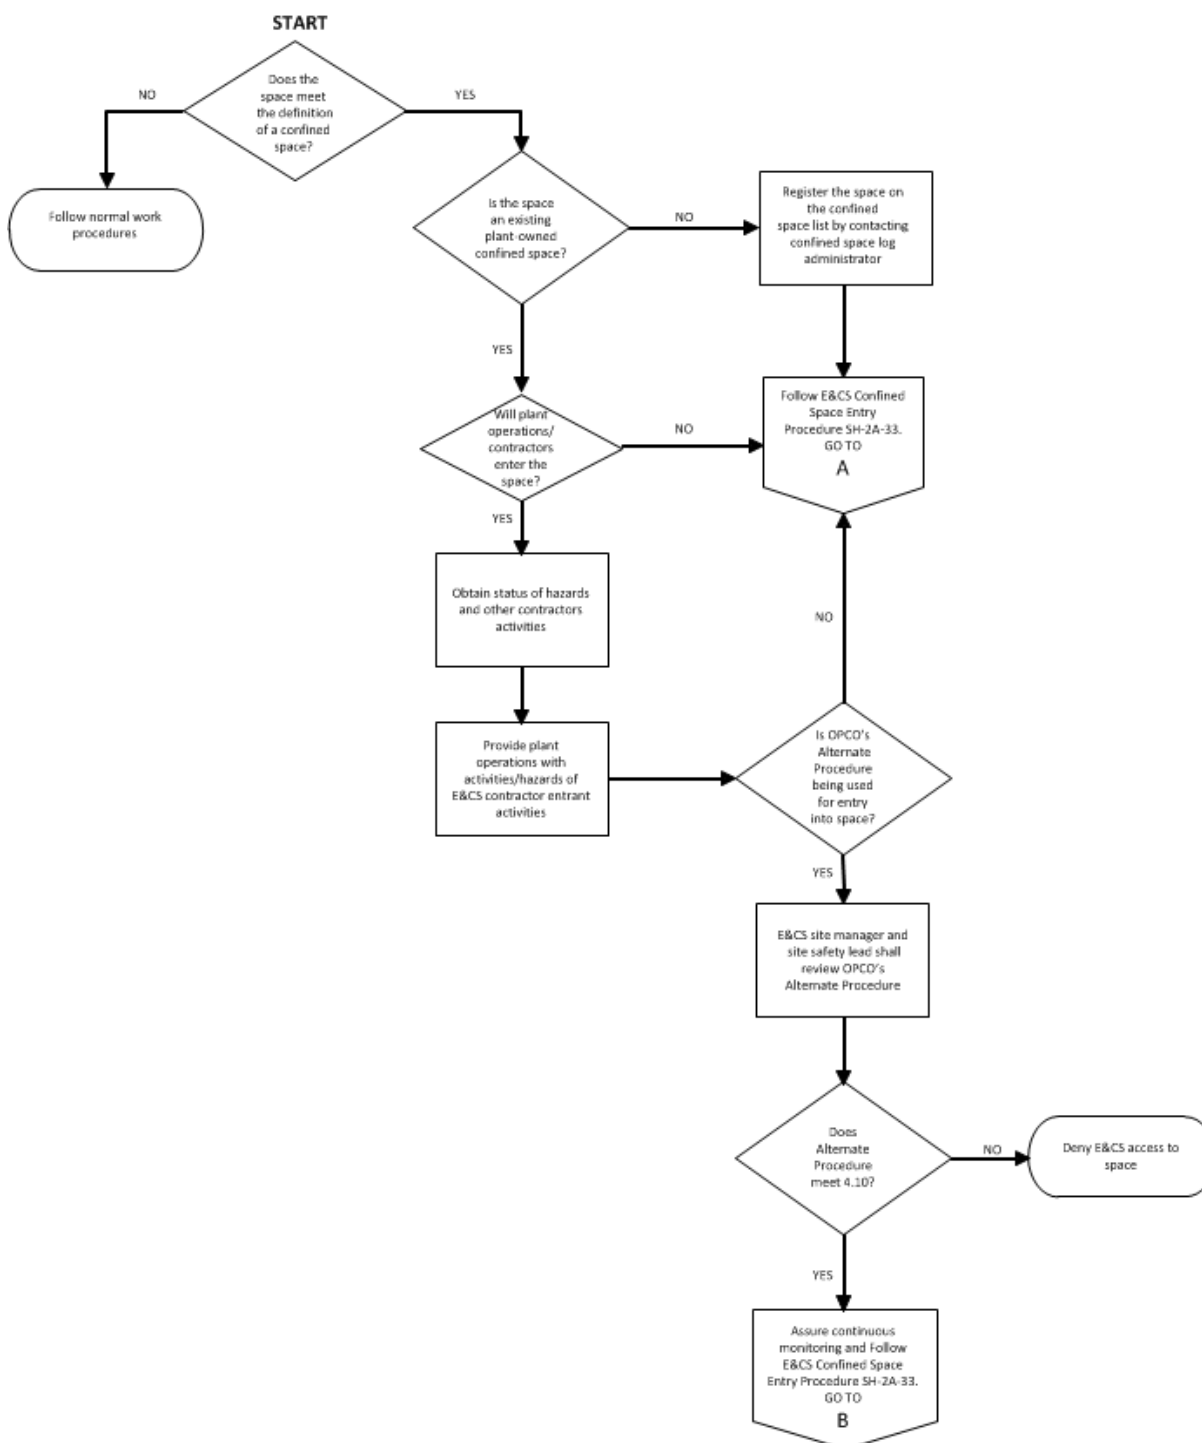 START
Does the
space meet
the definition
of a confined
space?
NO
YES
Follow normal work
procedures
Is the space
an existing
plant-owned
confined space?
NO
Register the space on
the confined
space list by contacting
confined space log
administrator
YES
Will plant
operations/
contractors
enter the
space?
NO
Follow E&CS Confined
Space Entry
Procedure SH-2A-33.
GO TO
A
YES
Obtain status of hazards
and other contractors
activities
NO
Provide plant
operations with
activities/hazards of
E&CS contractor entrant
activities
Is OPCO's
Alternate
Procedure
being used
for entry
into space?
YES
E&CS site manager and
site safety lead shall
review OPCO's
Alternate Procedure
Does
Alternate
Procedure
meet 4.10?
NO
Deny E&CS access to
space
YES
Assure continuous
monitoring and Follow
E&CS Confined Space
Entry Procedure SH-2A-33.
GO TO
B